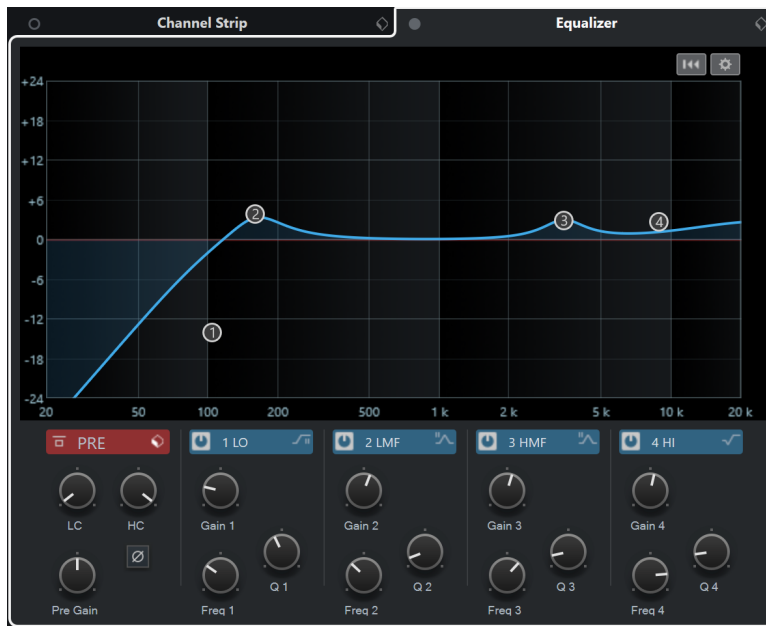 Channel Strip Equalizer
+24
+18
+12
+6
0
-6
-12
-18
-24
2
3
4
1
20 50 100 200 500 1 k 2 k 5 k 10 k 20 k
PRE 1 LO 2 LMF 3 HMF 4 HI
LC HC Gain 1 Gain 2 Gain 3 Gain 4
Q 1 Q 2 Q 3 Q 4
Pre Gain Freq 1 Freq 2 Freq 3 Freq 4